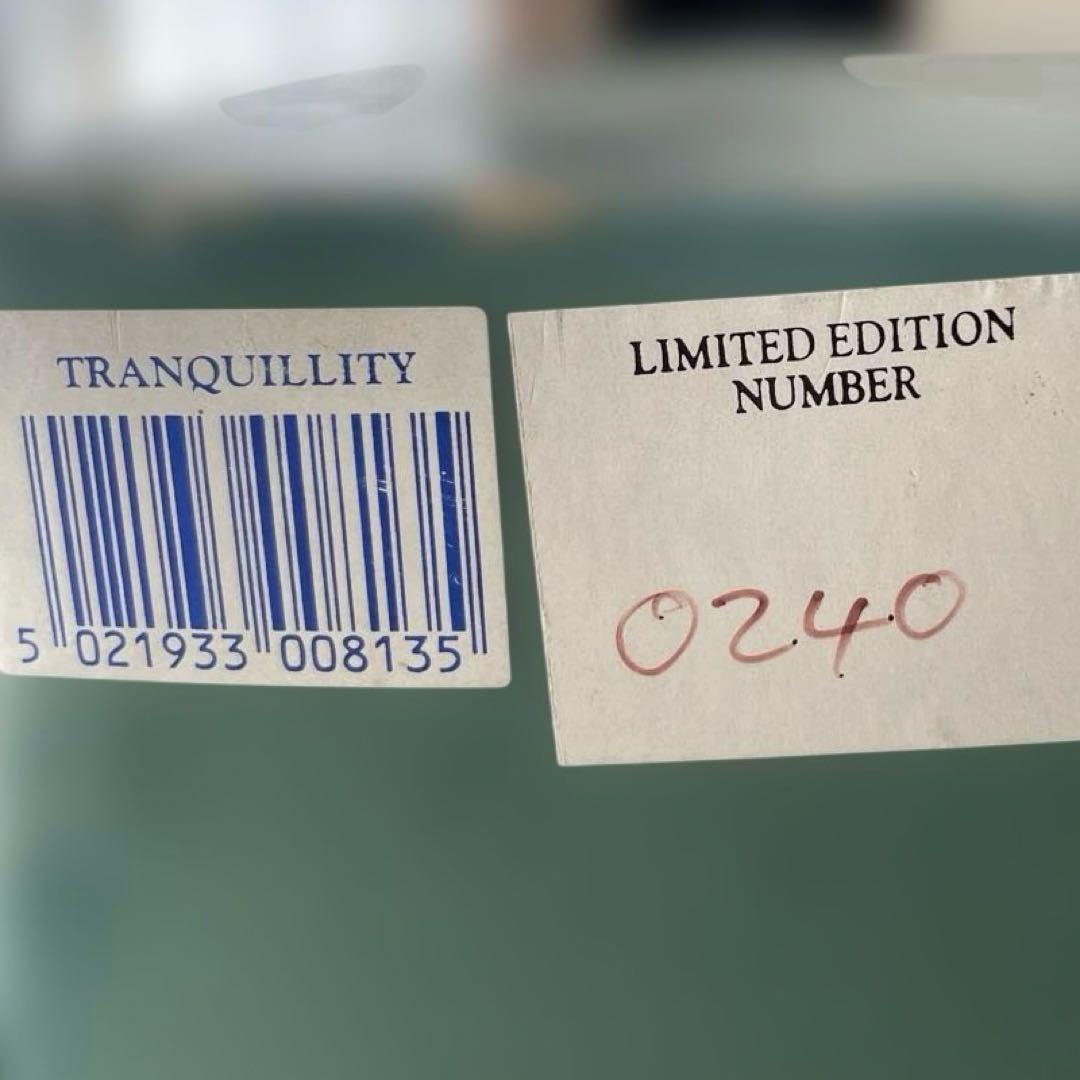 TRANQUILLITY
5 021933 008135
LIMITED EDITION
NUMBER
0240